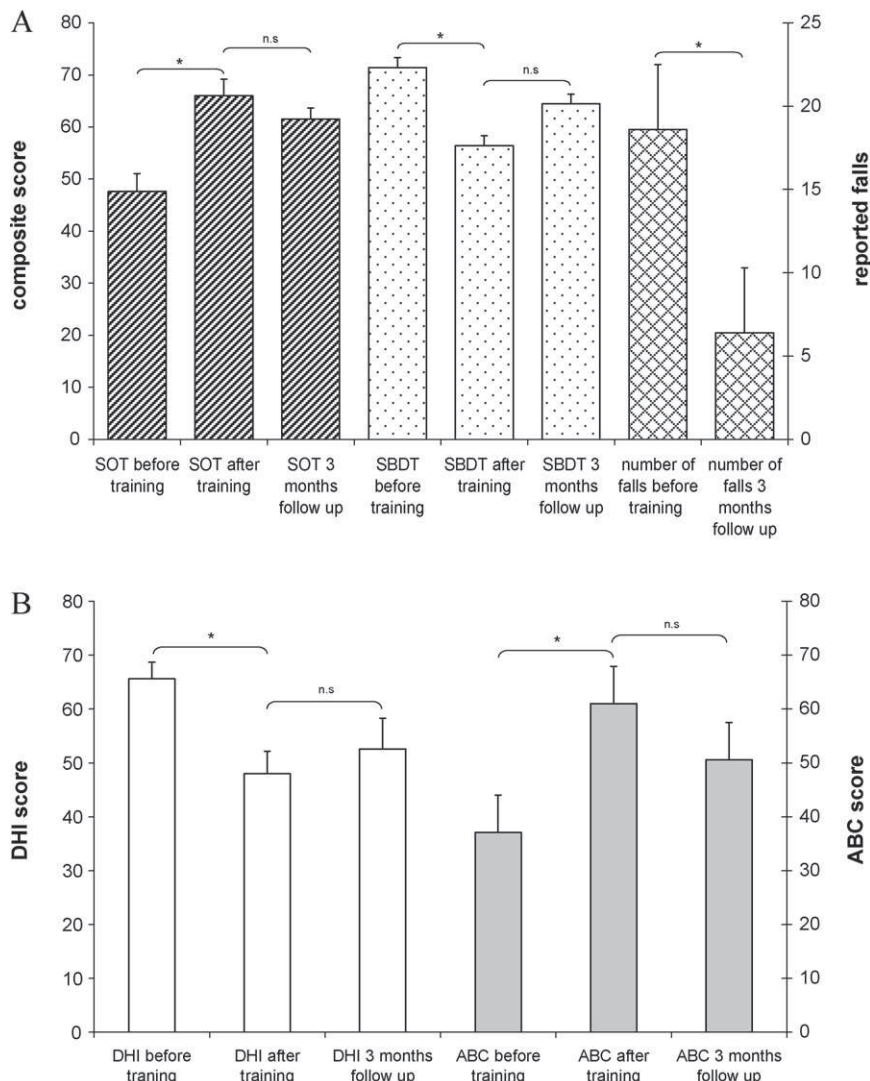 A
composite score
reported falls
80
70
60
50
40
30
20
10
0
25
20
15
10
5
0
*
n.s
*
n.s
*
SOT before
training
SOT after
training
SOT 3
months
follow up
SBDT
before
training
SBDT after
training
SBDT 3
months
follow up
number of
falls before
training
number of
falls 3
months
follow up
B
DHI score
ABC score
80
70
60
50
40
30
20
10
0
80
70
60
50
40
30
20
10
0
*
n.s
*
n.s
DHI before
traning
DHI after
training
DHI 3 months
follow up
ABC before
training
ABC after
training
ABC 3 months
follow up